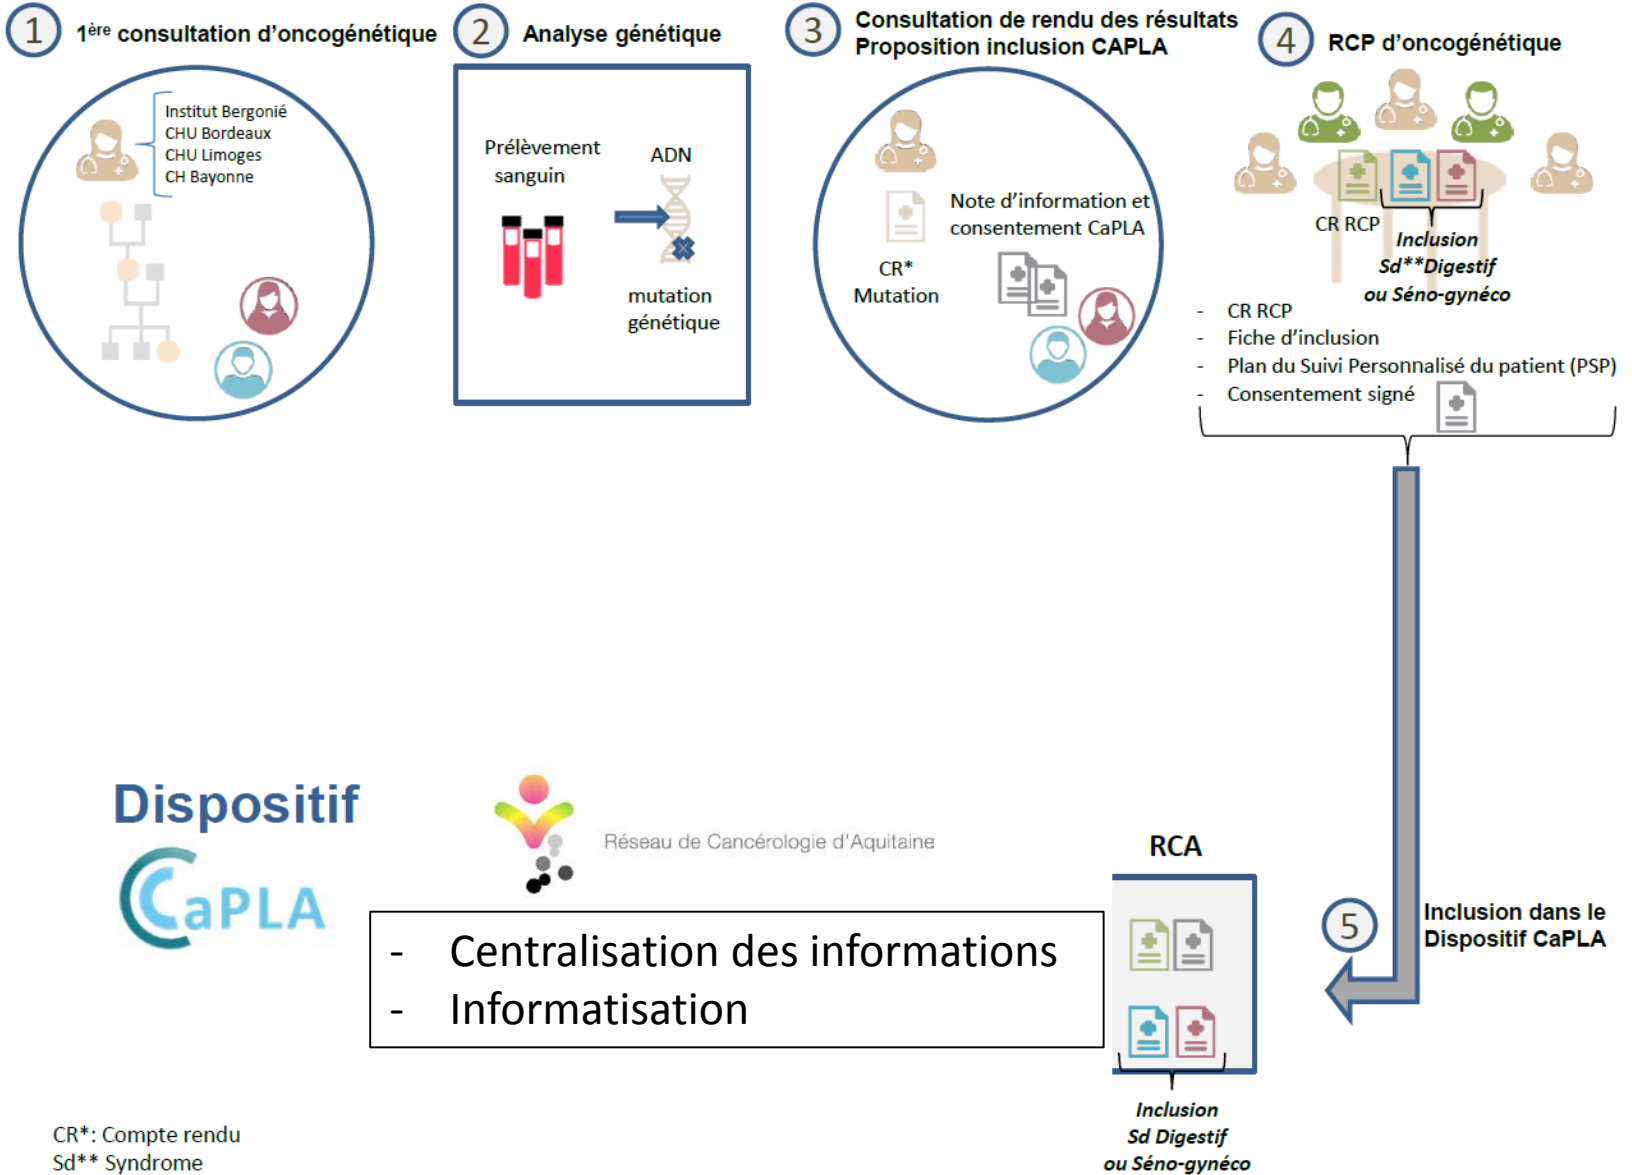 1
1ère consultation d'oncogénétique
Institut Bergonié
CHU Bordeaux
CHU Limoges
CH Bayonne
2
Analyse génétique
Prélèvement
sanguin
ADN
mutation
génétique
3
Consultation de rendu des résultats
Proposition inclusion CAPLA
Note d'information et
consentement CaPLA
CR*
Mutation
4
RCP d'oncogénétique
CR RCP
Inclusion
Sd**Digestif
ou Séno-gynéco
- CR RCP
- Fiche d'inclusion
- Plan du Suivi Personnalisé du patient (PSP)
- Consentement signé
5
Inclusion dans le
Dispositif CaPLA
Dispositif
CaPLA
Réseau de Cancérologie d'Aquitaine
- Centralisation des informations
- Informatisation
RCA
Inclusion
Sd Digestif
ou Séno-gynéco
CR*: Compte rendu
Sd** Syndrome